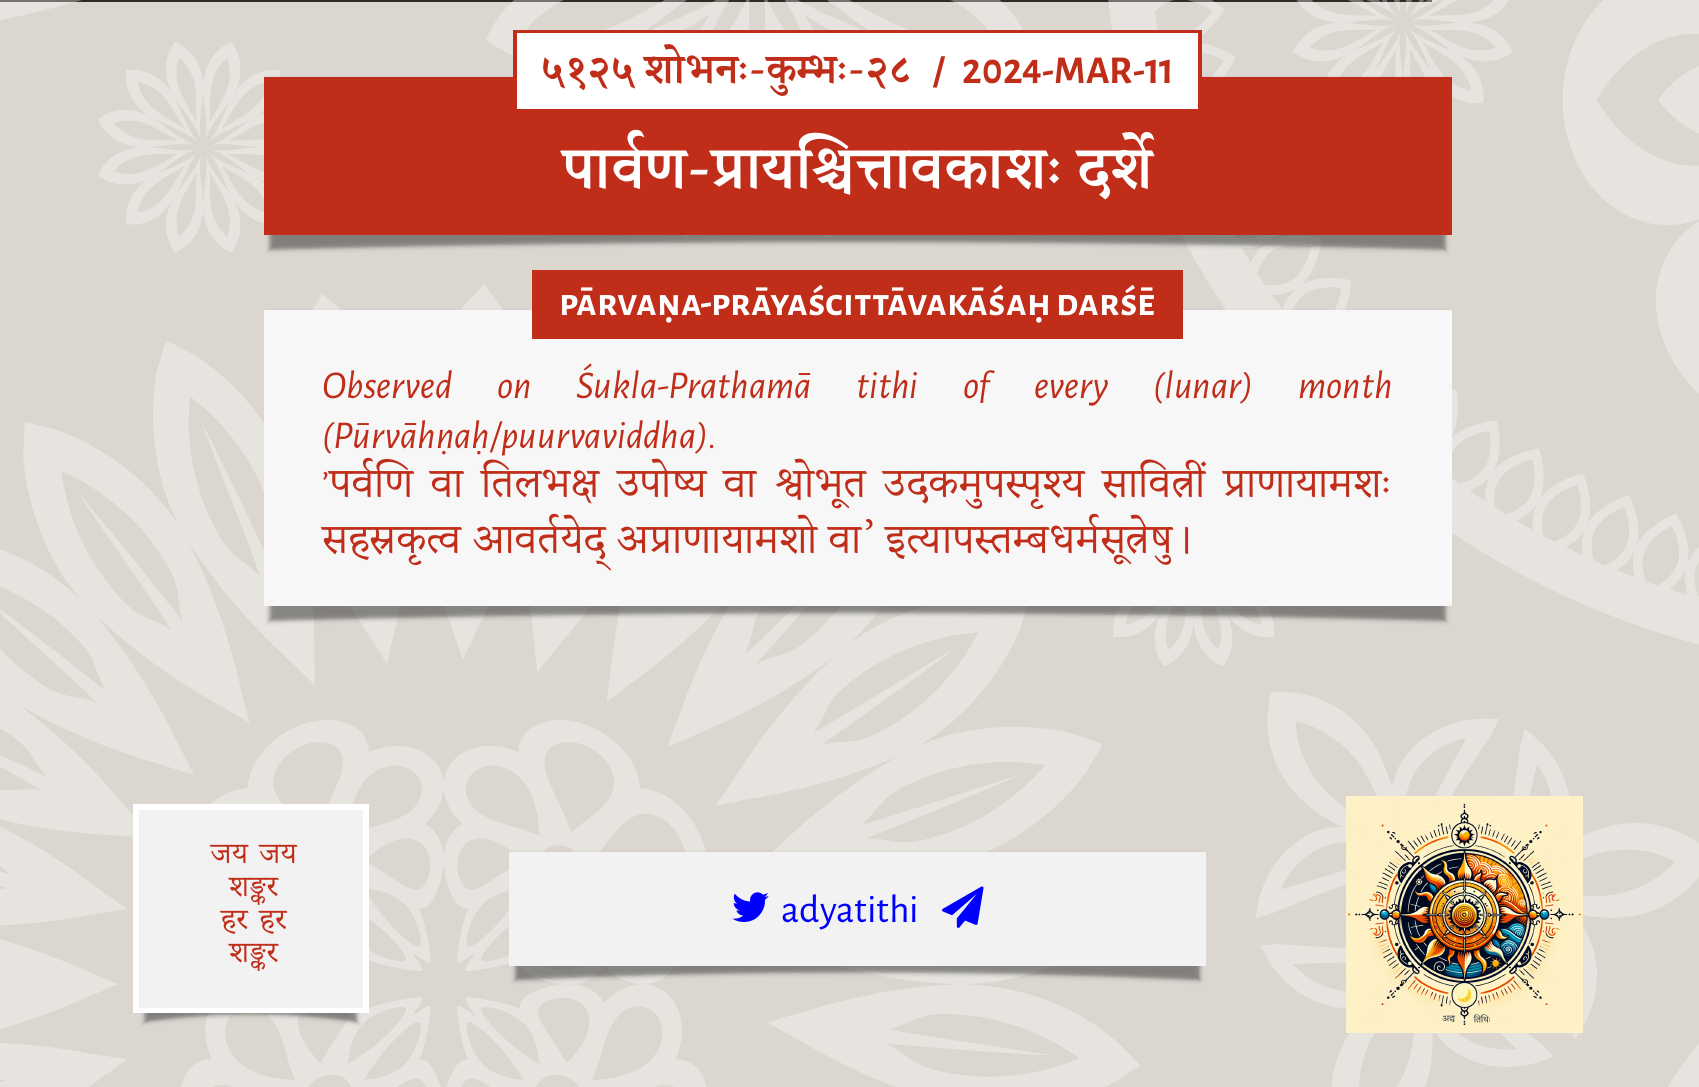 ५१२५ शोभनः-कुम्भः-२८ / 2024-MAR-11
पार्वण-प्रायश्चित्तावकाशः दर्शे
PĀRVAṆA-PRĀYAŚCITTĀVAKĀŚAḤ DARŚĒ
Observed on Śukla-Prathamā tithi of every (lunar) month
(Pūrvāhṇaḥ/puurvaviddha).
’पर्वणि वा तिलभक्ष उपोष्य वा श्वोभूत उदकमुपस्पृश्य सावित्रीं प्राणायामशः
सहस्रकृत्व आवर्तयेद् अप्राणायामशो वा’ इत्यापस्तम्बधर्मसूत्रेषु।
जय जय
शङ्कर
हर हर
शङ्कर
adyatithi
अद्य तिथिः